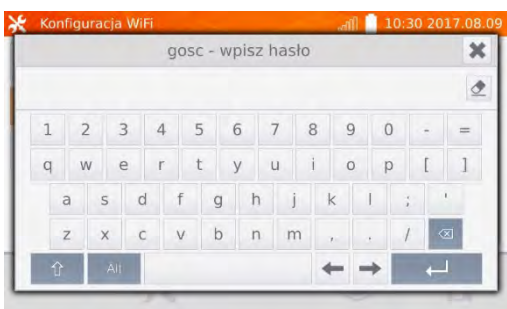 Konfiguracja WiFi 10:30 2017.08.09
gosc - wpisz hasło
1 2 3 4 5 6 7 8 9 0 - =
q w e r t y u i o p [ ]
a s d f g h j k l ; '
z x c v b n m , . /
Alt